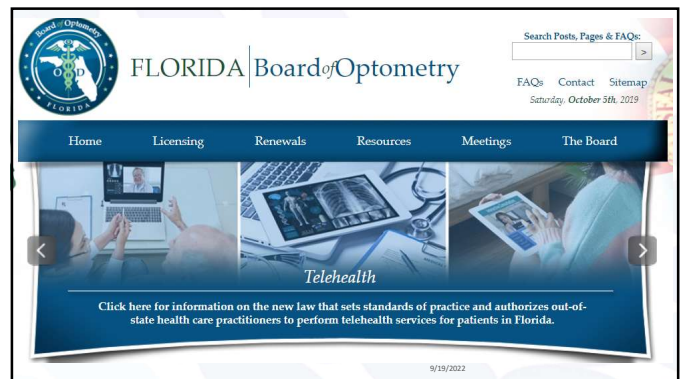 Board of Optometry
O D
FLORIDA
FLORIDA Board of Optometry
Search Posts, Pages & FAQs:
>
FAQs Contact Sitemap
Saturday, October 5th, 2019
Home Licensing Renewals Resources Meetings The Board
Telehealth
Click here for information on the new law that sets standards of practice and authorizes out-of-
state health care practitioners to perform telehealth services for patients in Florida.
9/19/2022